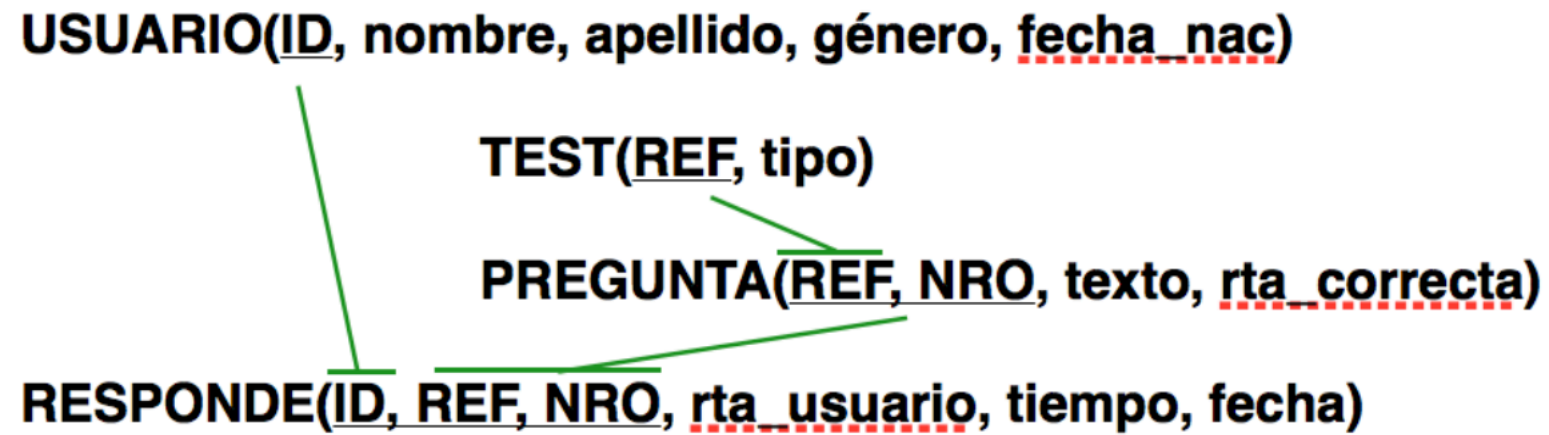 USUARIO(ID, nombre, apellido, género, fecha_nac)
TEST(REF, tipo)
PREGUNTA(REF, NRO, texto, rta_correcta)
RESPONDE(ID, REF, NRO, rta_usuario, tiempo, fecha)